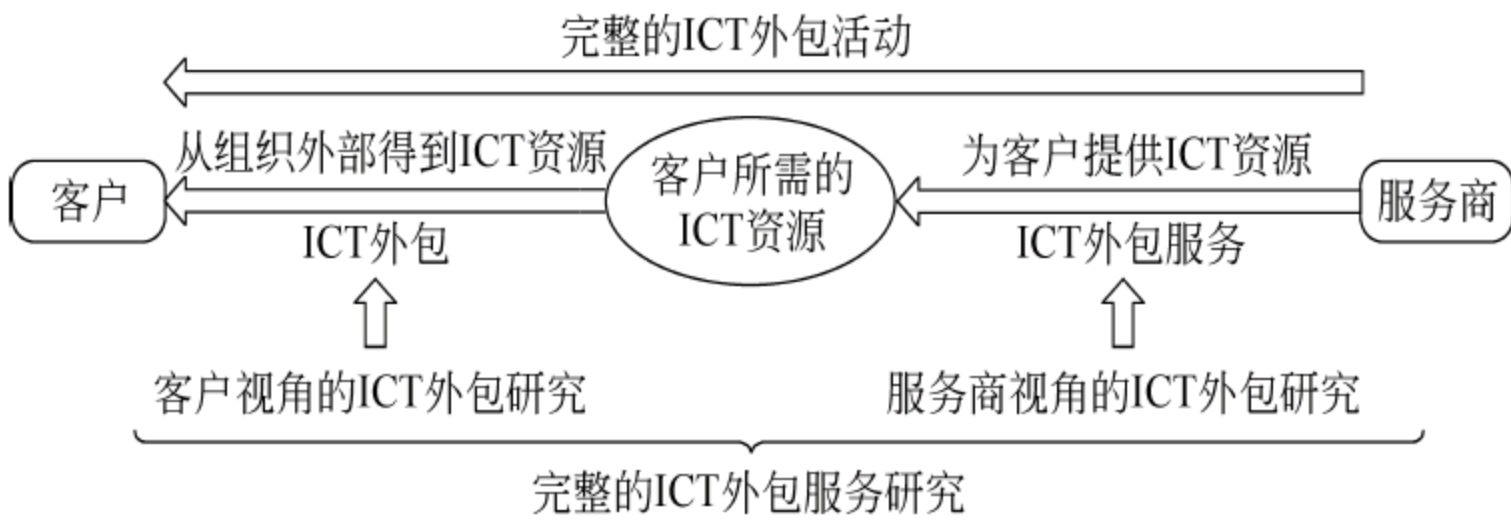 完整的ICT外包活动
从组织外部得到ICT资源
为客户提供ICT资源
客户
客户所需的
ICT资源
服务商
ICT外包
ICT外包服务
客户视角的ICT外包研究
服务商视角的ICT外包研究
完整的ICT外包服务研究